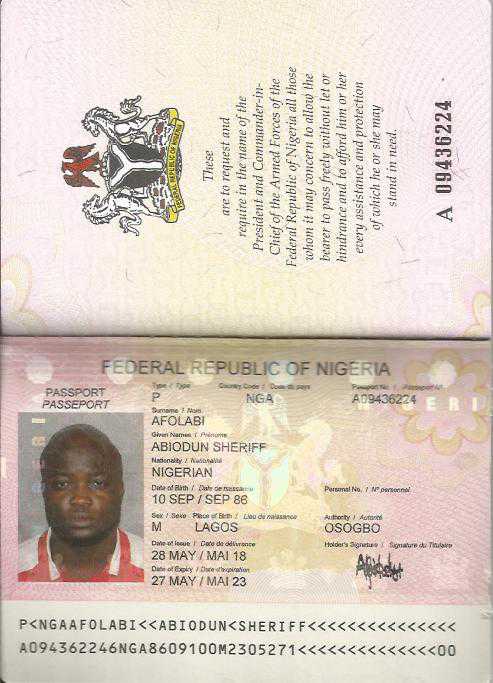 These
are to request and
require in the name of the
President and Commander-in-
Chief of the Armed Forces of the
Federal Republic of Nigeria all those
whom it may concern to allow the
bearer to pass freely without let or
hindrance and to afford him or her
every assistance and protection
of which he or she may
stand in need.
A 09436224
FEDERAL REPUBLIC OF NIGERIA
PASSPORT
PASSEPORT
Type / Type
Country Code / Code du pays
Passport No. / Passeport N°.
P
NGA
A09436224
Surname / Nom
AFOLABI
Given Names / Prénoms
ABIODUN SHERIFF
Nationality / Nationalité
NIGERIAN
Date of Birth / Date de naissance
Personal No. / N° personnel
10 SEP / SEP 86
Sex / Sexe Place of Birth / Lieu de naissance
Authority / Autorité
M LAGOS
OSOGBO
Date of Issue / Date de délivrance
Holder's Signature / Signature du Titulaire
28 MAY / MAI 18
Date of Expiry / Date d'expiration
27 MAY / MAI 23
P<NGAAFOLABI<<ABIODUN<SHERIFF<<<<<<<<<<<<<<<
A094362246NGA8609100M2305271<<<<<<<<<<<<<<00